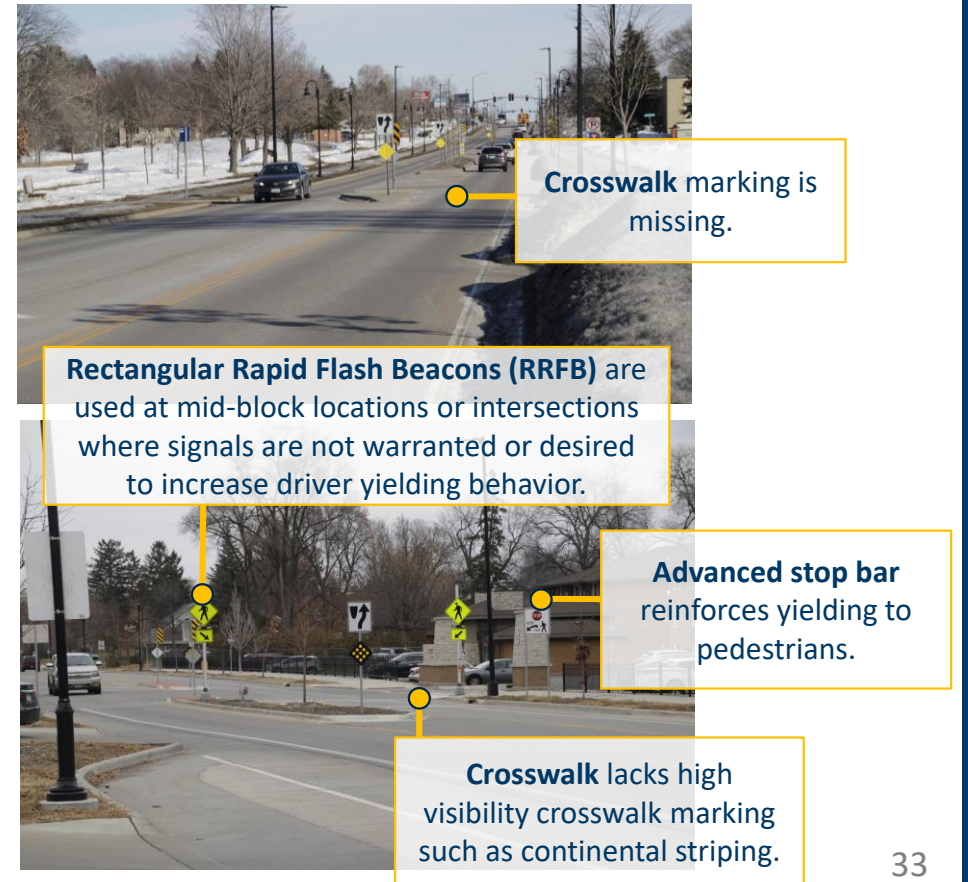 Crosswalk marking is
missing.
Rectangular Rapid Flash Beacons (RRFB) are
used at mid-block locations or intersections
where signals are not warranted or desired
to increase driver yielding behavior.
Advanced stop bar
reinforces yielding to
pedestrians.
Crosswalk lacks high
visibility crosswalk marking
such as continental striping.
33